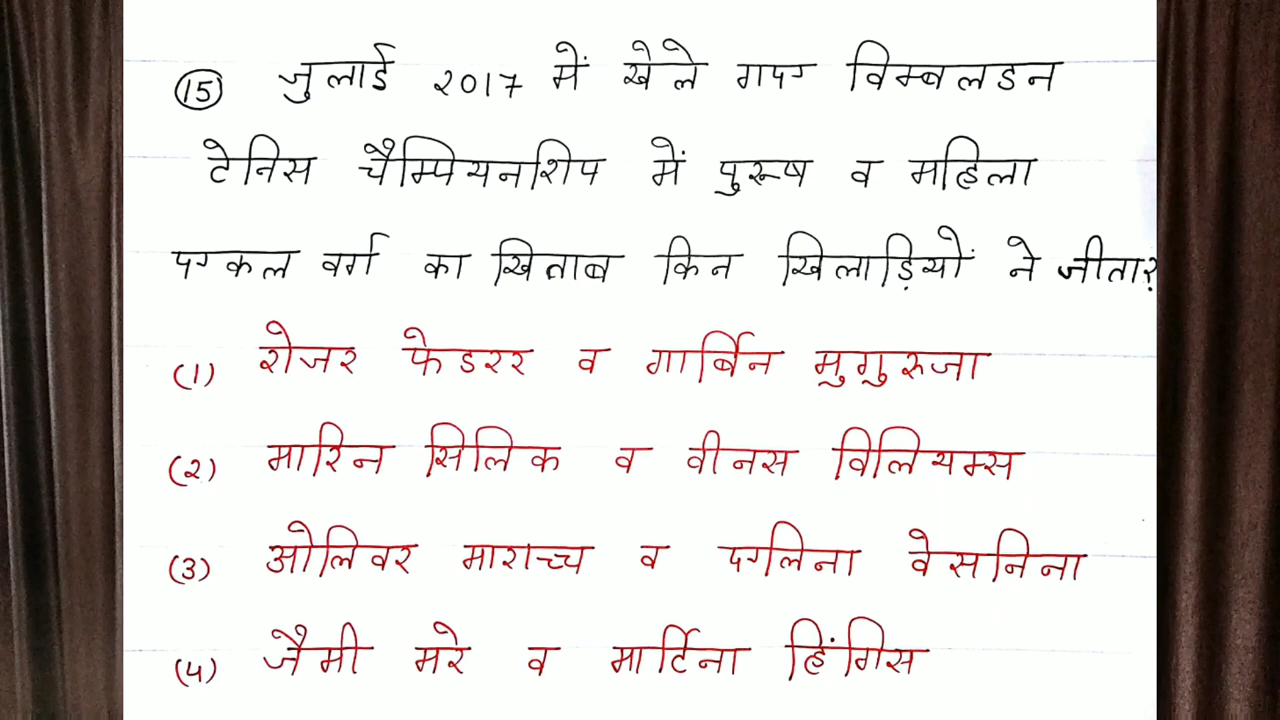 (15) जुलाई 2017 में खेले गए विम्बलडन
टेनिस चैम्पियनशिप में पुरूष व महिला
एकल वर्ग का खिताब किन खिलाड़ियों ने जीता?
(1) रोजर फेडरर व गार्बिन मुगुरुजा
(2) मारिन सिलिक व वीनस विलियम्स
(3) ओलिवर माराच्च व एलिना वेसनिना
(4) जैमी मरे व मार्टिना हिंगिस